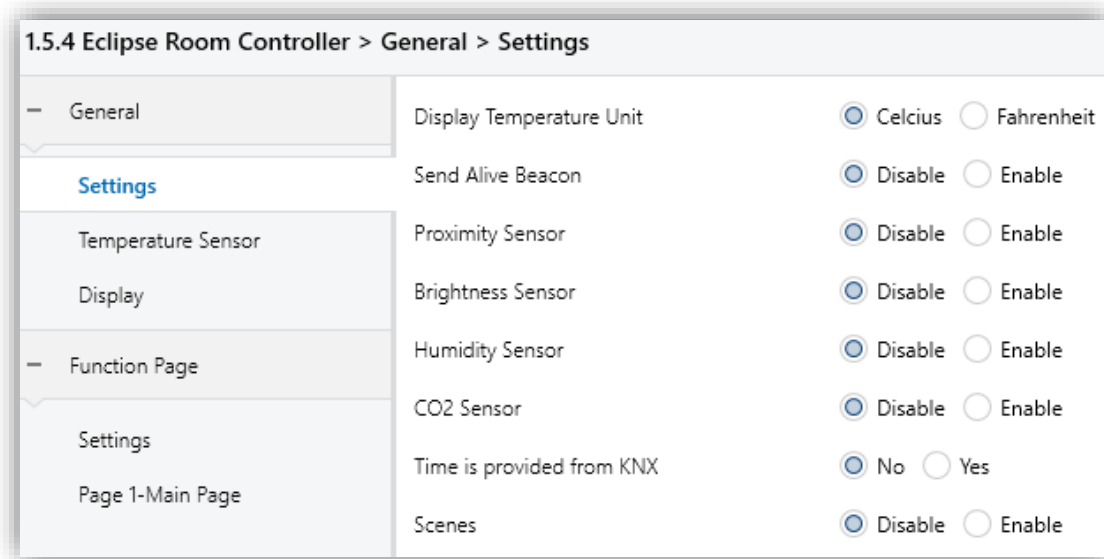 1.5.4 Eclipse Room Controller > General > Settings
General
Settings
Temperature Sensor
Display
Function Page
Settings
Page 1-Main Page
Display Temperature Unit Celcius Fahrenheit
Send Alive Beacon Disable Enable
Proximity Sensor Disable Enable
Brightness Sensor Disable Enable
Humidity Sensor Disable Enable
CO2 Sensor Disable Enable
Time is provided from KNX No Yes
Scenes Disable Enable